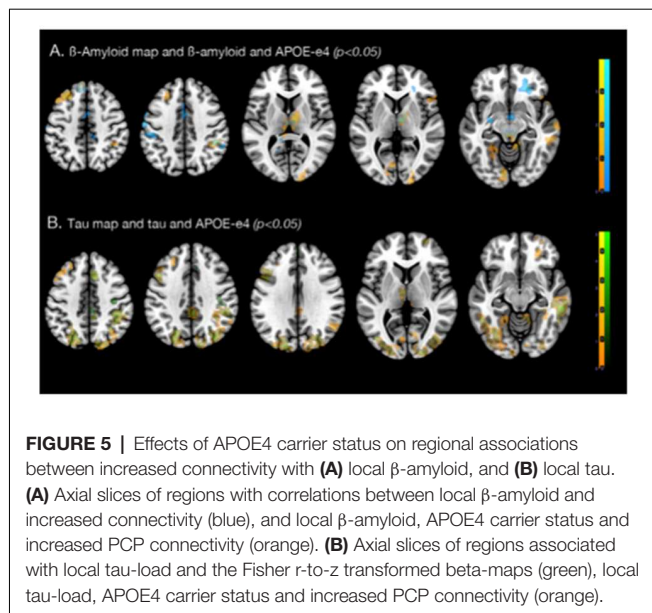 A. ß-Amyloid map and ß-amyloid and APOE-e4 (p<0.05)
B. Tau map and tau and APOE-e4 (p<0.05)
FIGURE 5 | Effects of APOE4 carrier status on regional associations
between increased connectivity with (A) local β-amyloid, and (B) local tau.
(A) Axial slices of regions with correlations between local β-amyloid and
increased connectivity (blue), and local β-amyloid, APOE4 carrier status and
increased PCP connectivity (orange). (B) Axial slices of regions associated
with local tau-load and the Fisher r-to-z transformed beta-maps (green), local
tau-load, APOE4 carrier status and increased PCP connectivity (orange).